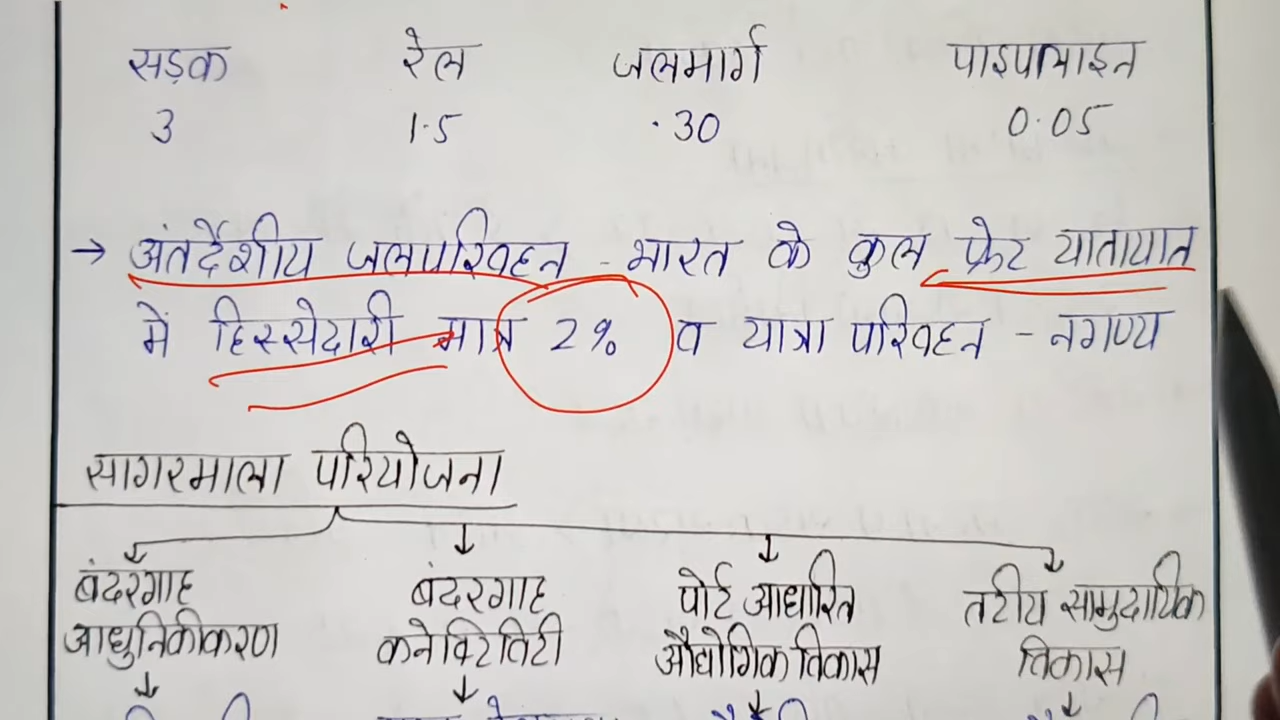 सड़क रेल जलमार्ग पाइपलाइन
3 1.5 .30 0.05
→ अंतर्देशीय जलपरिवहन - भारत के कुल फ्रेट यातायात
में हिस्सेदारी मात्र 2% व यात्रा परिवहन - नगण्य
सागरमाला परियोजना
बंदरगाह बंदरगाह पोर्ट आधारित तटीय सामुदायिक
आधुनिकीकरण कनेक्टिविटी औद्योगिक विकास विकास